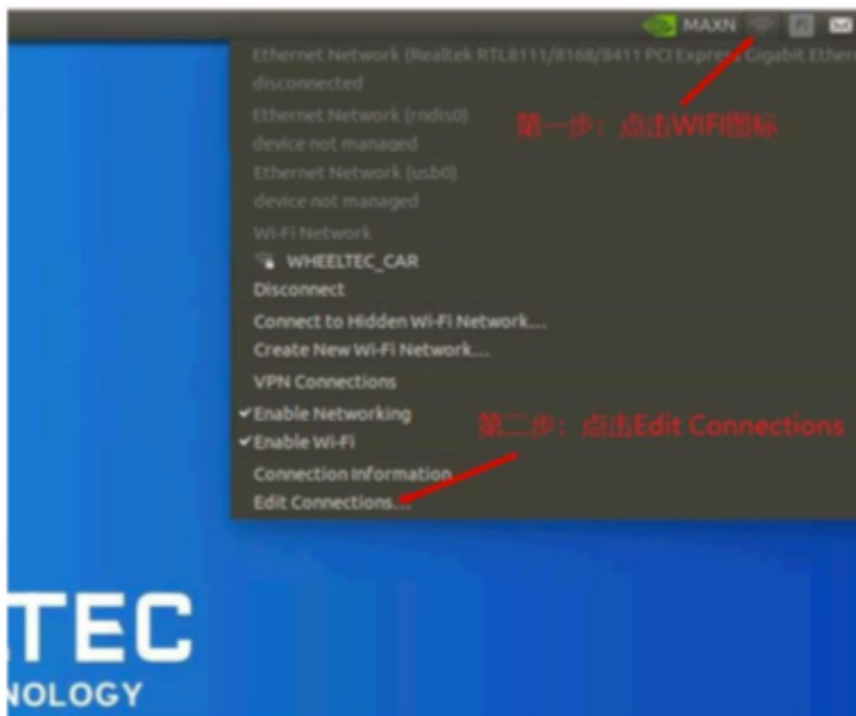 MAXN
Ethernet Network (Realtek RTL8111/8168/8411 PCI Express Gigabit Ether
disconnected
第一步：点击WIFI图标
Ethernet Network (rndis0)
device not managed
Ethernet Network (usb0)
device not managed
Wi-Fi Network
WHEELTEC_CAR
Disconnect
Connect to Hidden Wi-Fi Network...
Create New Wi-Fi Network...
VPN Connections
Enable Networking
第二步：点击Edit Connections
Enable Wi-Fi
Connection Information
Edit Connections...
TEC
NOLOGY